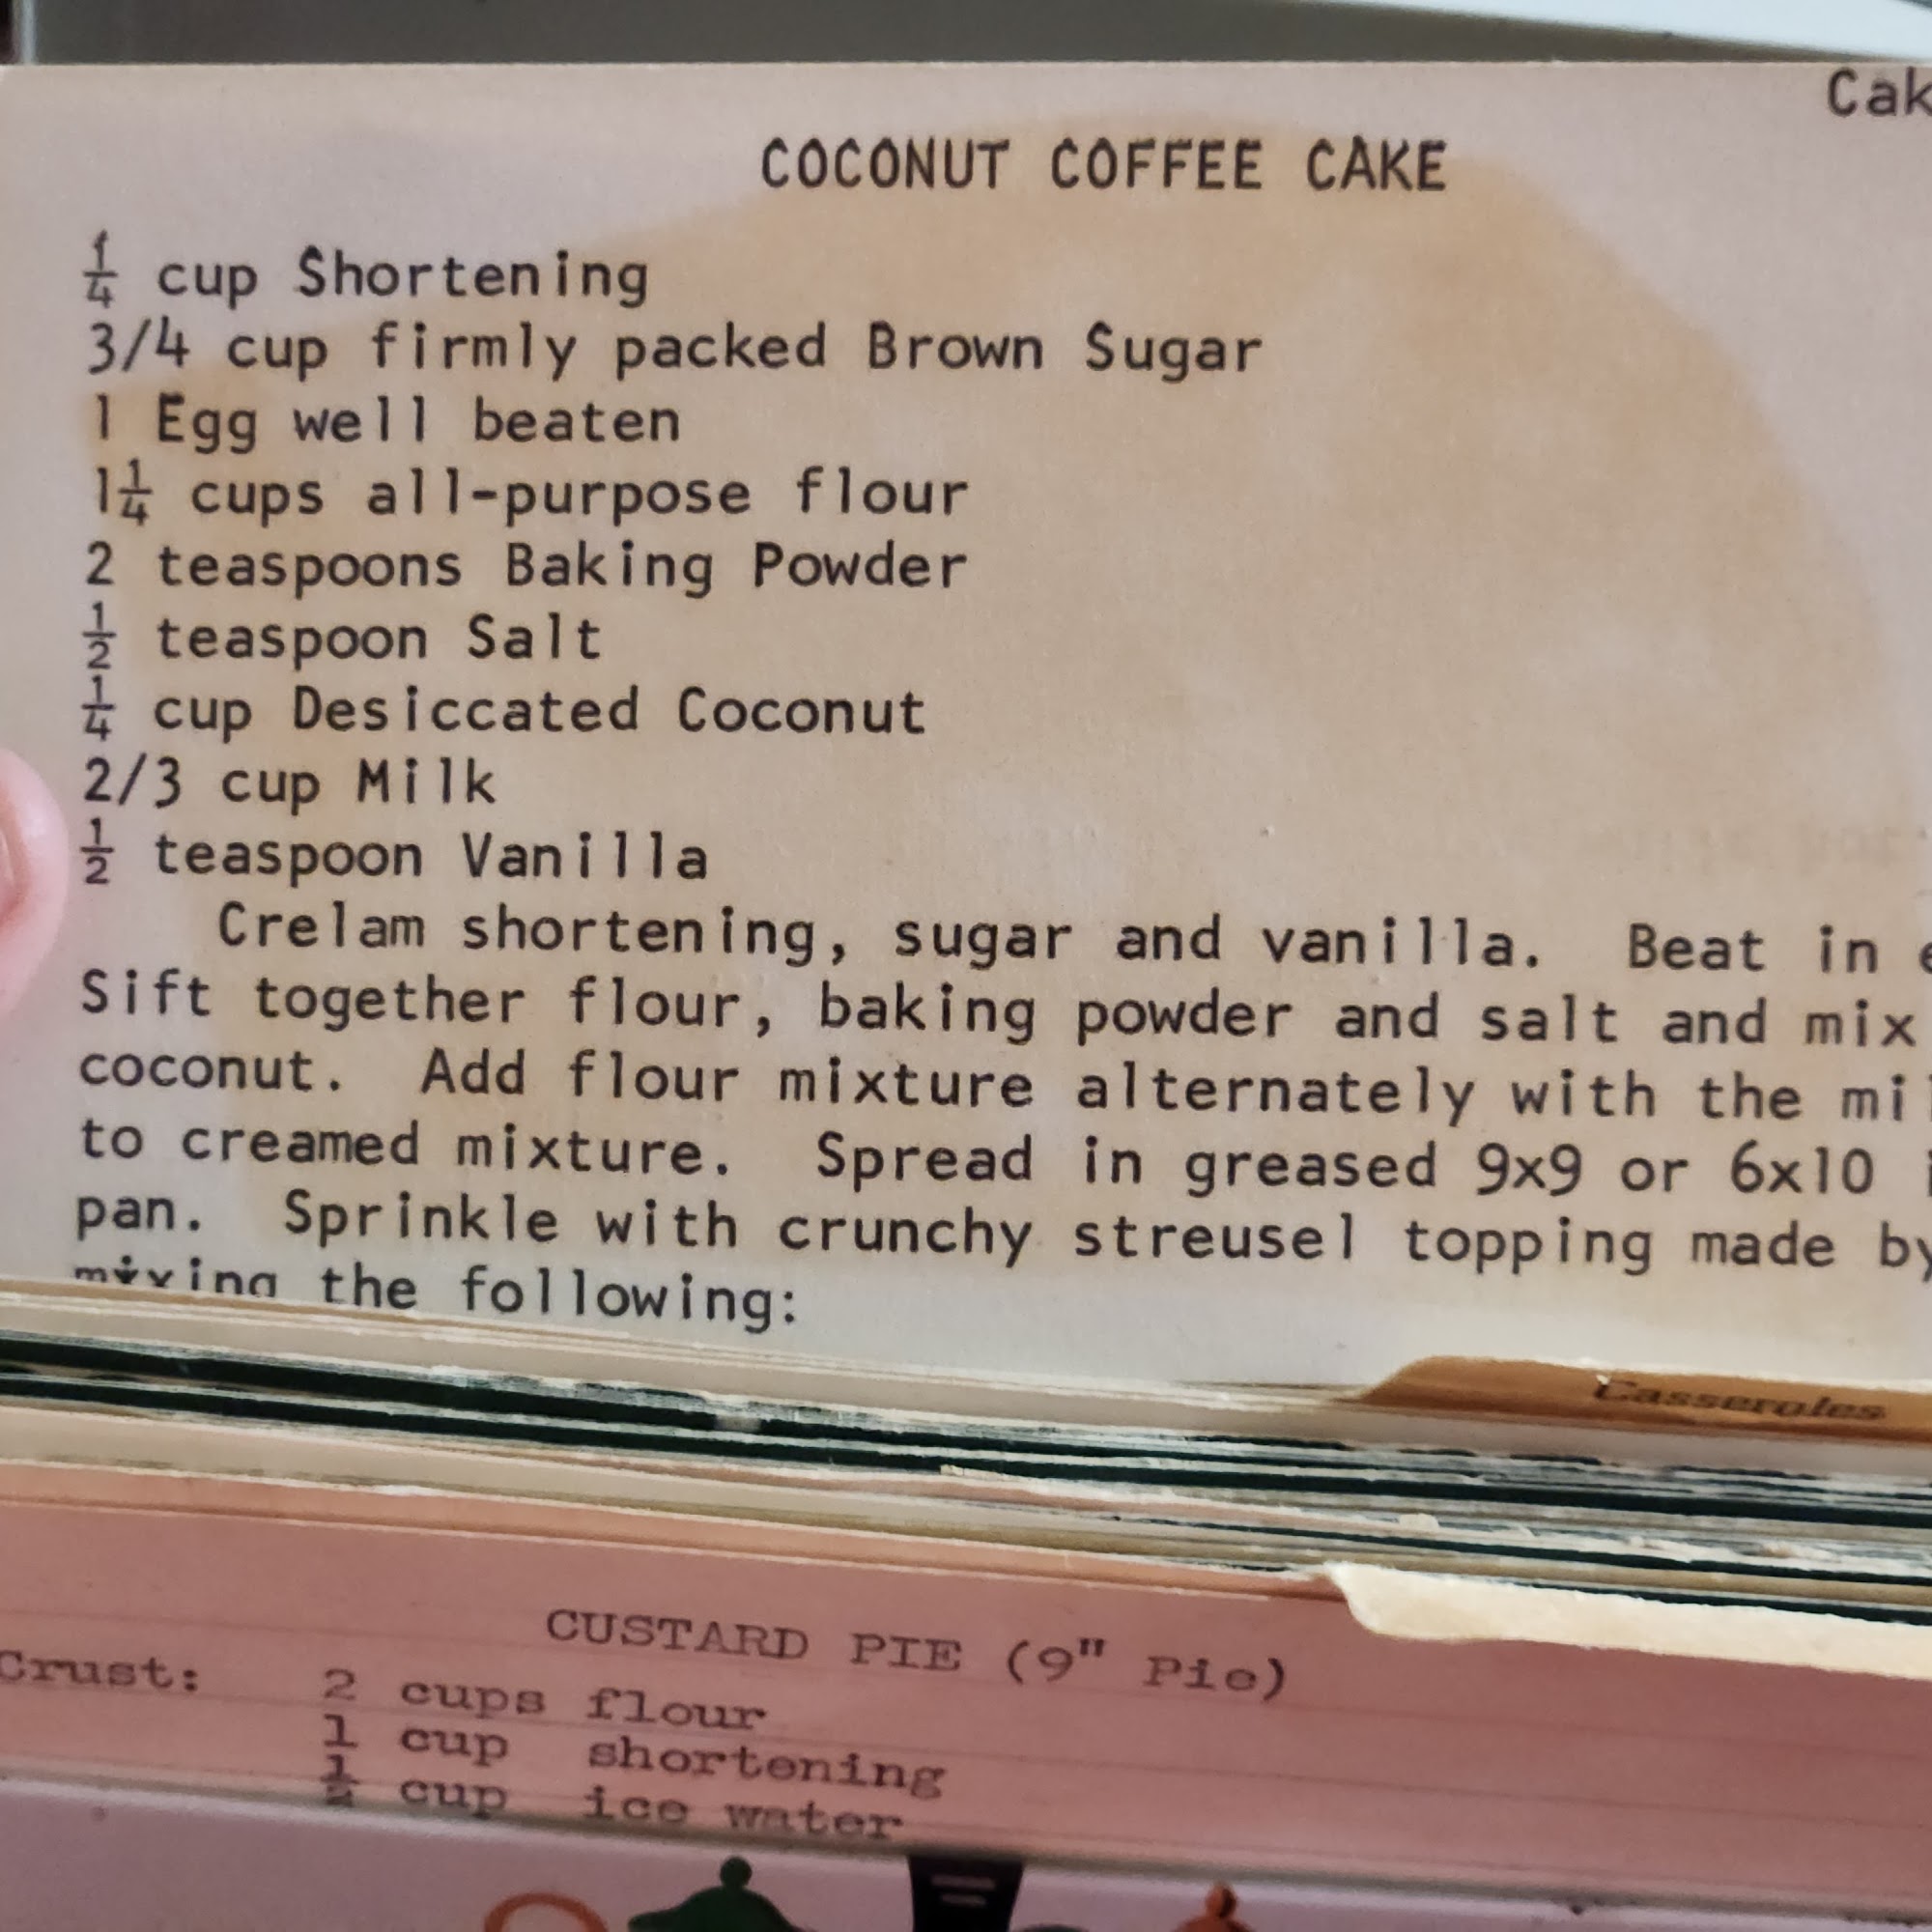 Cak
COCONUT COFFEE CAKE
¼ cup Shortening
3/4 cup firmly packed Brown Sugar
1 Egg well beaten
1¼ cups all-purpose flour
2 teaspoons Baking Powder
½ teaspoon Salt
¼ cup Desiccated Coconut
2/3 cup Milk
½ teaspoon Vanilla
Crelam shortening, sugar and vanilla. Beat in
Sift together flour, baking powder and salt and mix
coconut. Add flour mixture alternately with the
to creamed mixture. Spread in greased 9x9 or 6x10
pan. Sprinkle with crunchy streusel topping made by
mixing the following:
Casseroles
CUSTARD PIE (9" Pie)
Crust: 2 cups flour
1 cup shortening
½ cup ice water